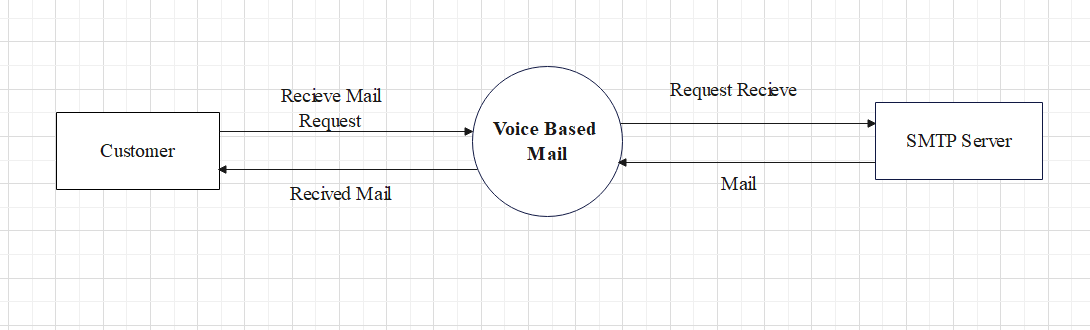 Recieve Mail
Request
Request Recieve
Customer
Voice Based
Mail
SMTP Server
Recived Mail
Mail